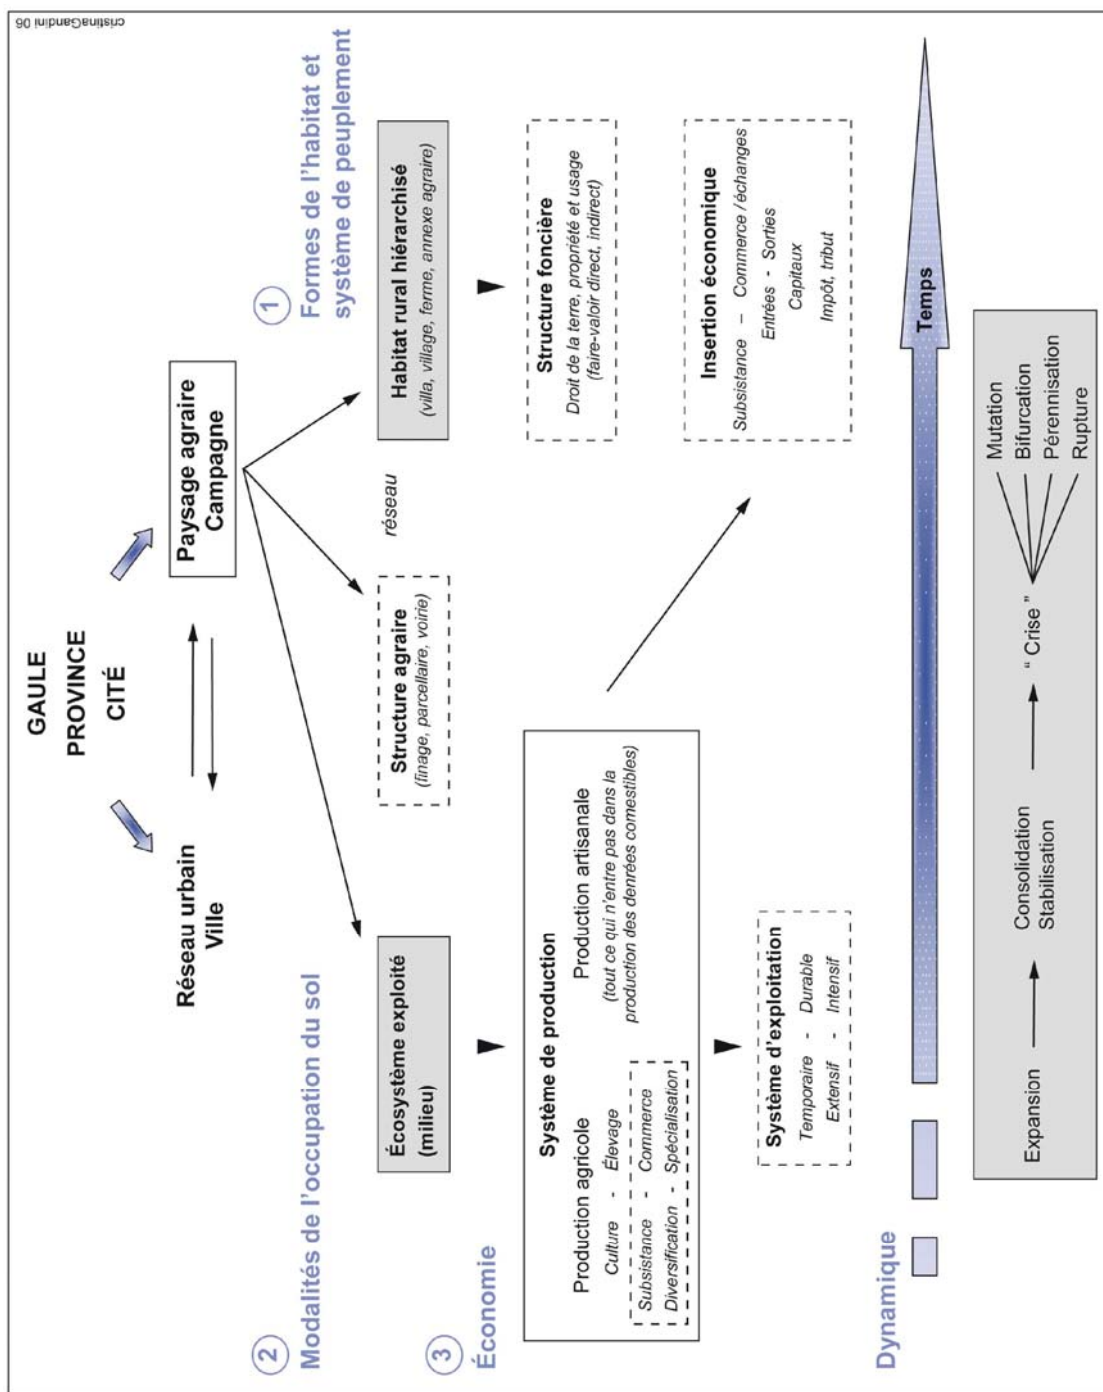 GAULE
PROVINCE
CITÉ
Réseau urbain
Ville
Paysage agraire
Campagne
2
Modalités de l'occupation du sol
1
Formes de l'habitat et
système de peuplement
Écosystème exploité
(milieu)
Structure agraire
(finage, parcellaire, voirie)
réseau
Habitat rural hiérarchisé
(villa, village, ferme, annexe agraire)
3
Économie
Système de production
Production agricole
Culture - Élevage
Subsistance - Commerce
Diversification - Spécialisation
Production artisanale
(tout ce qui n'entre pas dans la
production des denrées comestibles)
Structure foncière
Droit de la terre, propriété et usage
(faire-valoir direct, indirect)
Système d'exploitation
Temporaire - Durable
Extensif - Intensif
Insertion économique
Subsistance – Commerce / échanges
Entrées - Sorties
Capitaux
Impôt, tribut
Dynamique
Temps
Expansion
Consolidation
Stabilisation
“ Crise ”
Mutation
Bifurcation
Pérennisation
Rupture
cristinaGandini 06